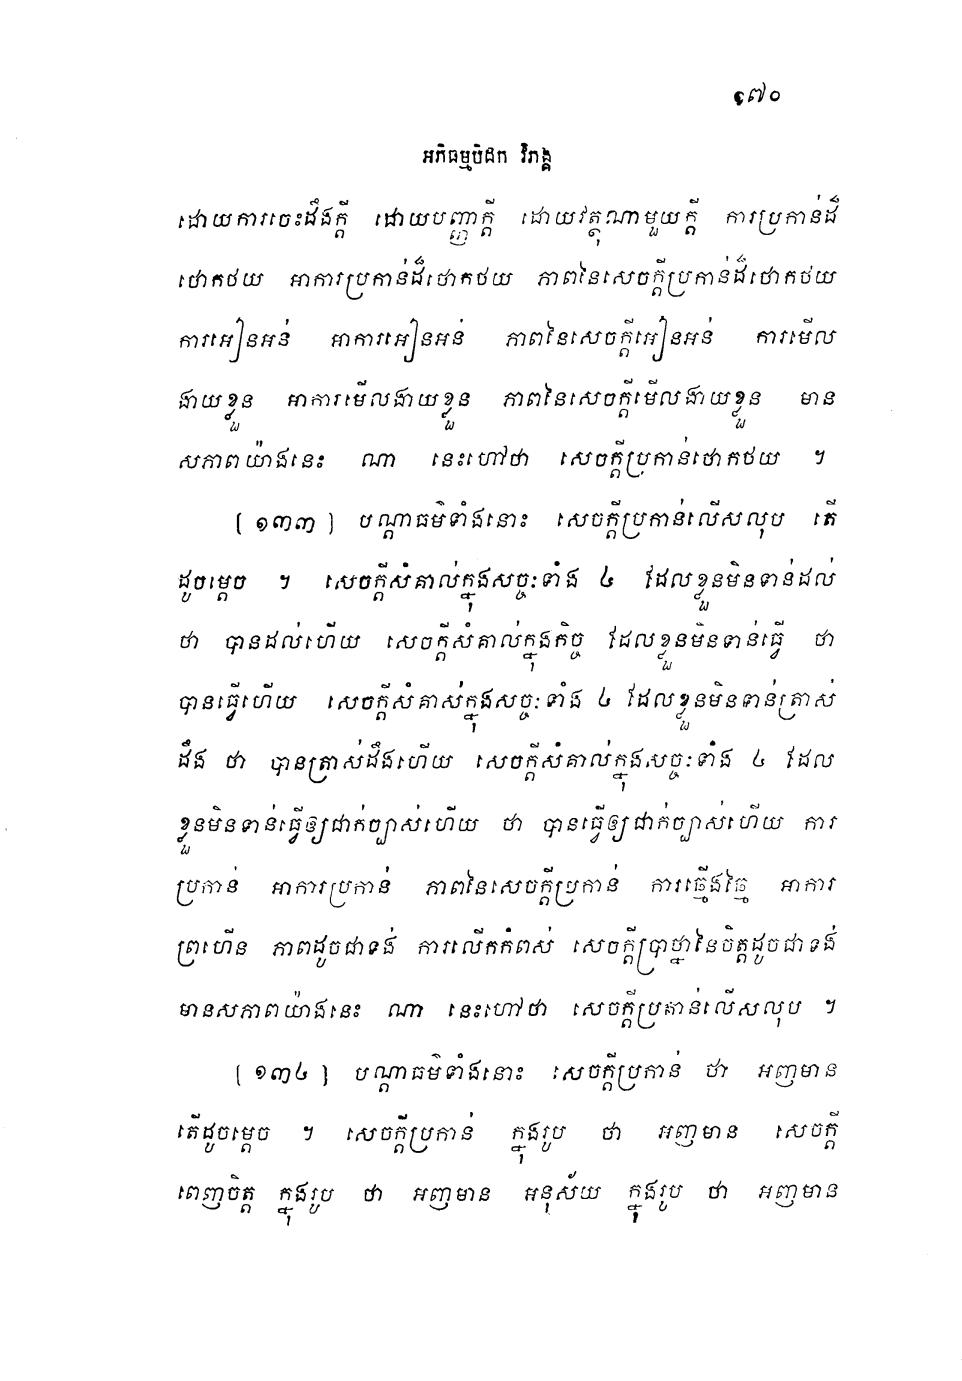 ១៧០
អភិធម្មបិដក វិភង្គ
ដោយការចេះដឹងក្តី ដោយបញ្ញាក្តី ដោយវត្ថុណាមួយក្តី ការប្រកាន់ដ៏
ថោកថយ អាការប្រកាន់ដ៏ថោកថយ ភាពនៃសេចក្តីប្រកាន់ដ៏ថោកថយ
ការអៀនអន់ អាការអៀនអន់ ភាពនៃសេចក្តីអៀនអន់ ការមើល
ងាយខ្លួន អាការមើលងាយខ្លួន ភាពនៃសេចក្តីមើលងាយខ្លួន មាន
សភាពយ៉ាងនេះ ណា នេះហៅថា សេចក្តីប្រកាន់ថោកថយ ។
[១៣៣] បណ្តាធម៌ទាំងនោះ សេចក្តីប្រកាន់លើសលុប តើ
ដូចម្តេច ។ សេចក្តីសំគាល់ក្នុងសច្ចៈទាំង ៤ ដែលខ្លួនមិនទាន់ដល់
ថា បានដល់ហើយ សេចក្តីសំគាល់ក្នុងកិច្ច ដែលខ្លួនមិនទាន់ធ្វើ ថា
បានធ្វើហើយ សេចក្តីសំគាល់ក្នុងសច្ចៈទាំង ៤ ដែលខ្លួនមិនទាន់ត្រាស់
ដឹង ថា បានត្រាស់ដឹងហើយ សេចក្តីសំគាល់ក្នុងសច្ចៈទាំង ៤ ដែល
ខ្លួនមិនទាន់ធ្វើឲ្យជាក់ច្បាស់ហើយ ថា បានធ្វើឲ្យជាក់ច្បាស់ហើយ ការ
ប្រកាន់ អាការប្រកាន់ ភាពនៃសេចក្តីប្រកាន់ ការឆ្មើងឆ្មៃ អាការ
ព្រហើន ភាពដូចជាទង់ ការលើកកំពស់ សេចក្តីប្រាថ្នានៃចិត្តដូចជាទង់
មានសភាពយ៉ាងនេះ ណា នេះហៅថា សេចក្តីប្រកាន់លើសលុប ។
[១៣៤] បណ្តាធម៌ទាំងនោះ សេចក្តីប្រកាន់ ថា អញមាន
តើដូចម្តេច ។ សេចក្តីប្រកាន់ ក្នុងរូប ថា អញមាន សេចក្តី
ពេញចិត្ត ក្នុងរូប ថា អញមាន អនុស័យ ក្នុងរូប ថា អញមាន